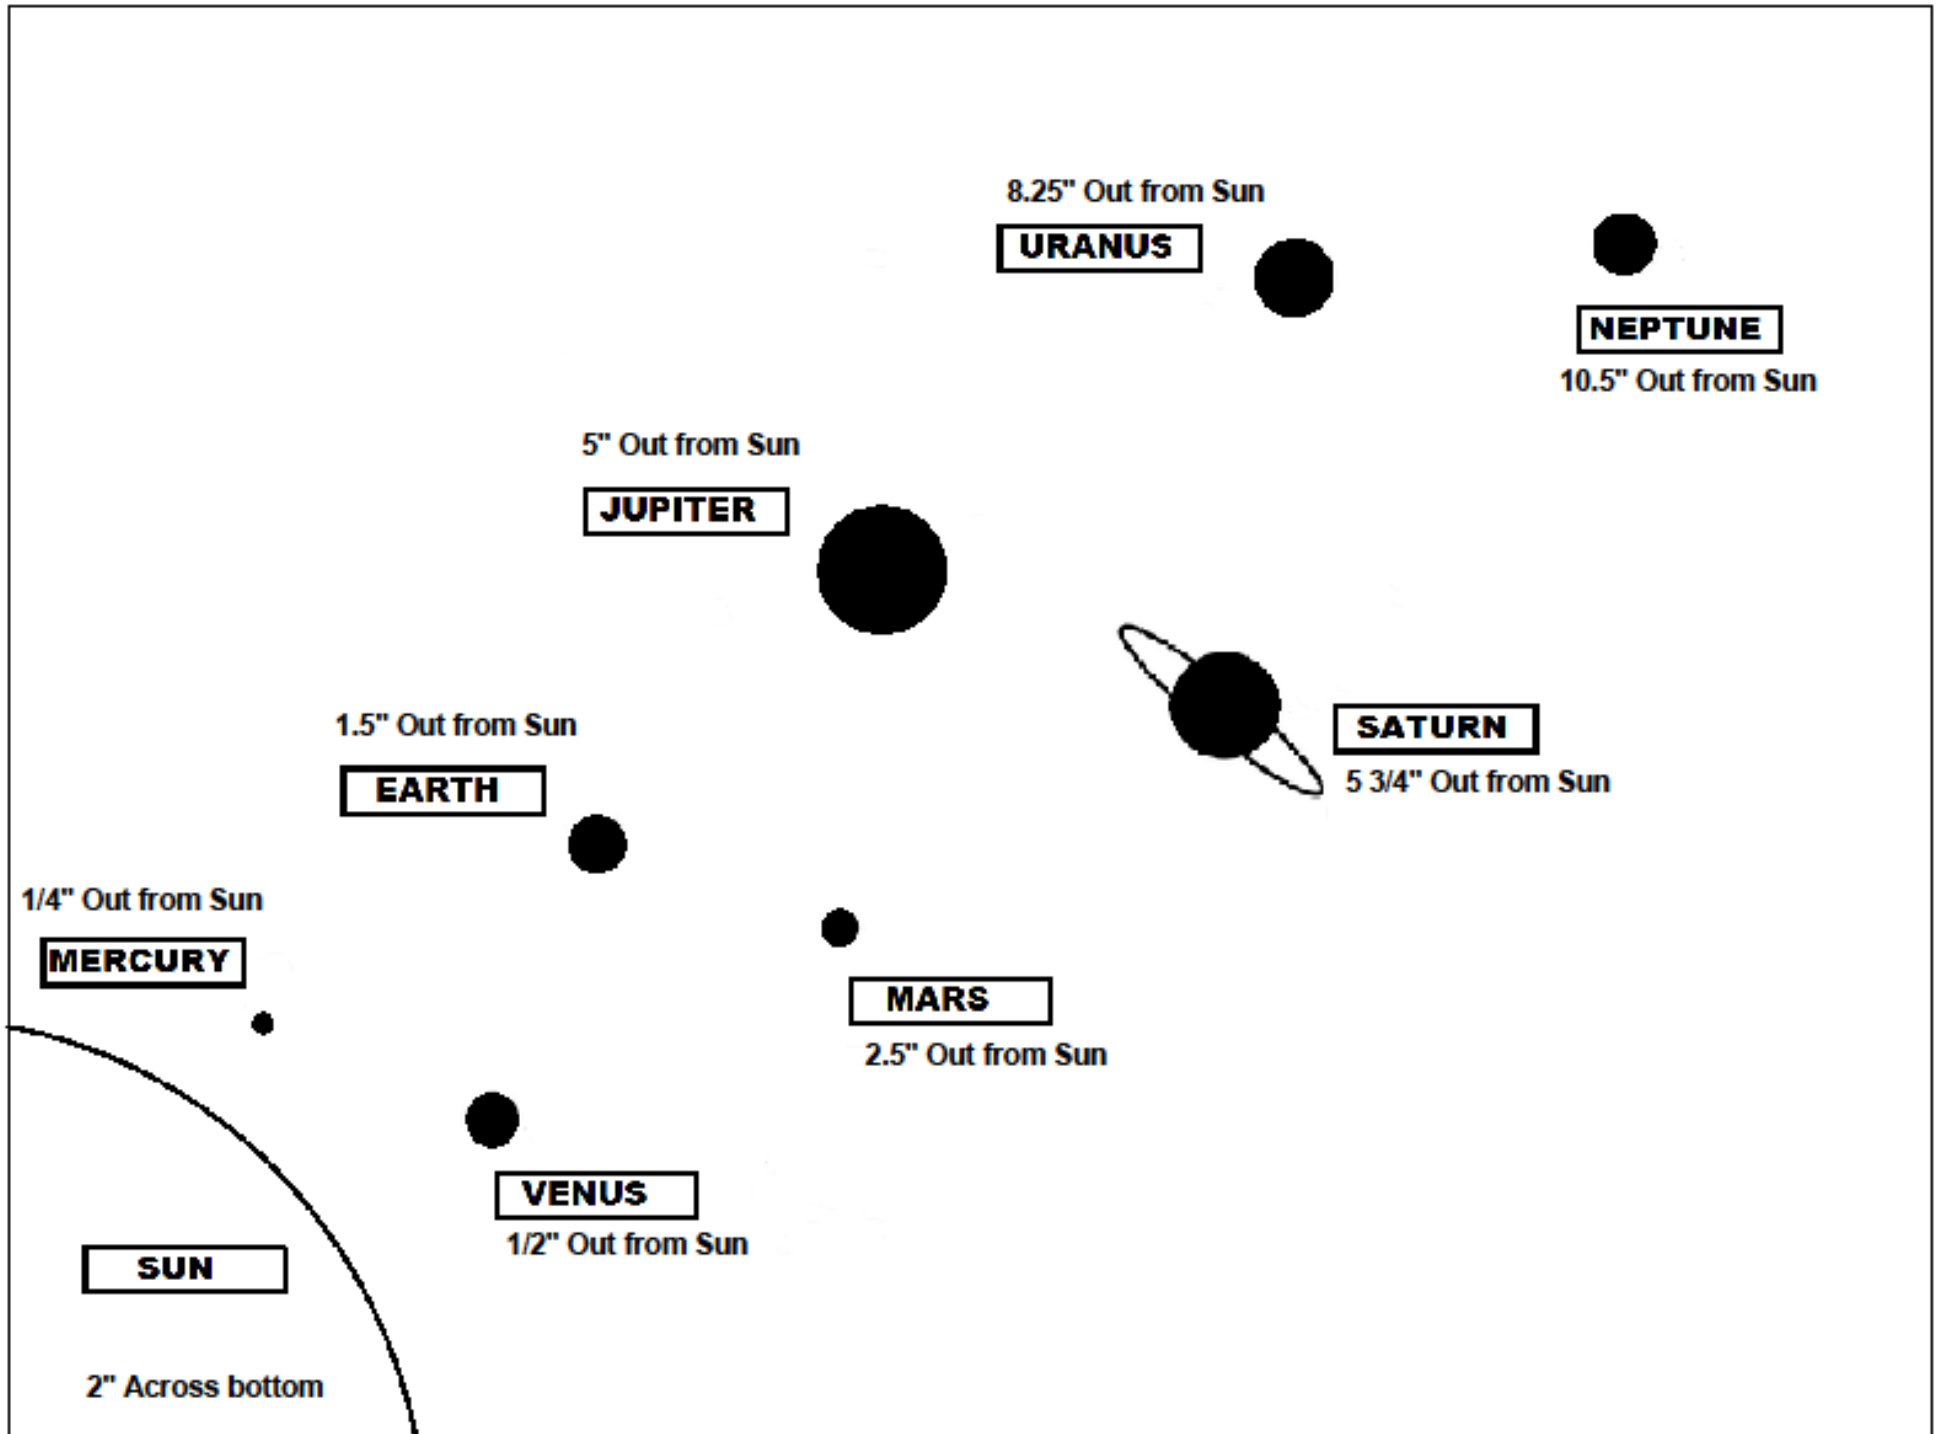 8.25" Out from Sun
URANUS
NEPTUNE
10.5" Out from Sun
5" Out from Sun
JUPITER
SATURN
5 3/4" Out from Sun
1.5" Out from Sun
EARTH
1/4" Out from Sun
MERCURY
MARS
2.5" Out from Sun
VENUS
1/2" Out from Sun
SUN
2" Across bottom